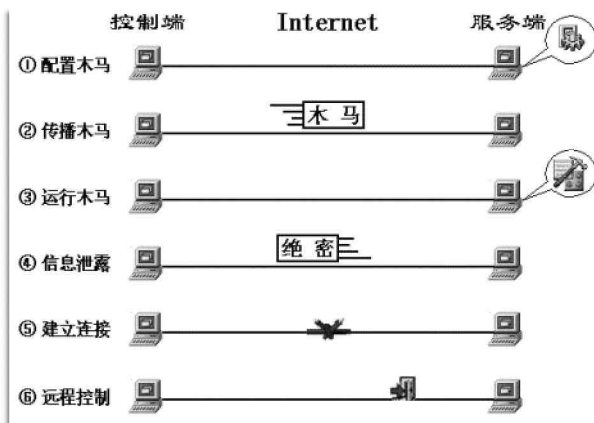 控制端 Internet 服务端
① 配置木马
② 传播木马 木 马
③ 运行木马
④ 信息泄露 绝 密
⑤ 建立连接
⑥ 远程控制